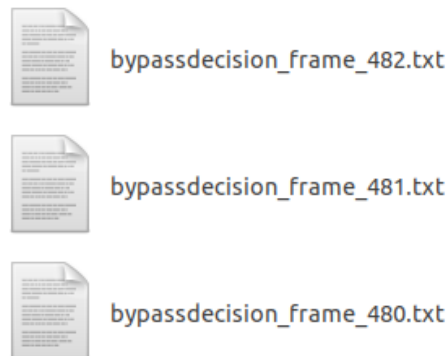 bypassdecision_frame_482.txt
bypassdecision_frame_481.txt
bypassdecision_frame_480.txt